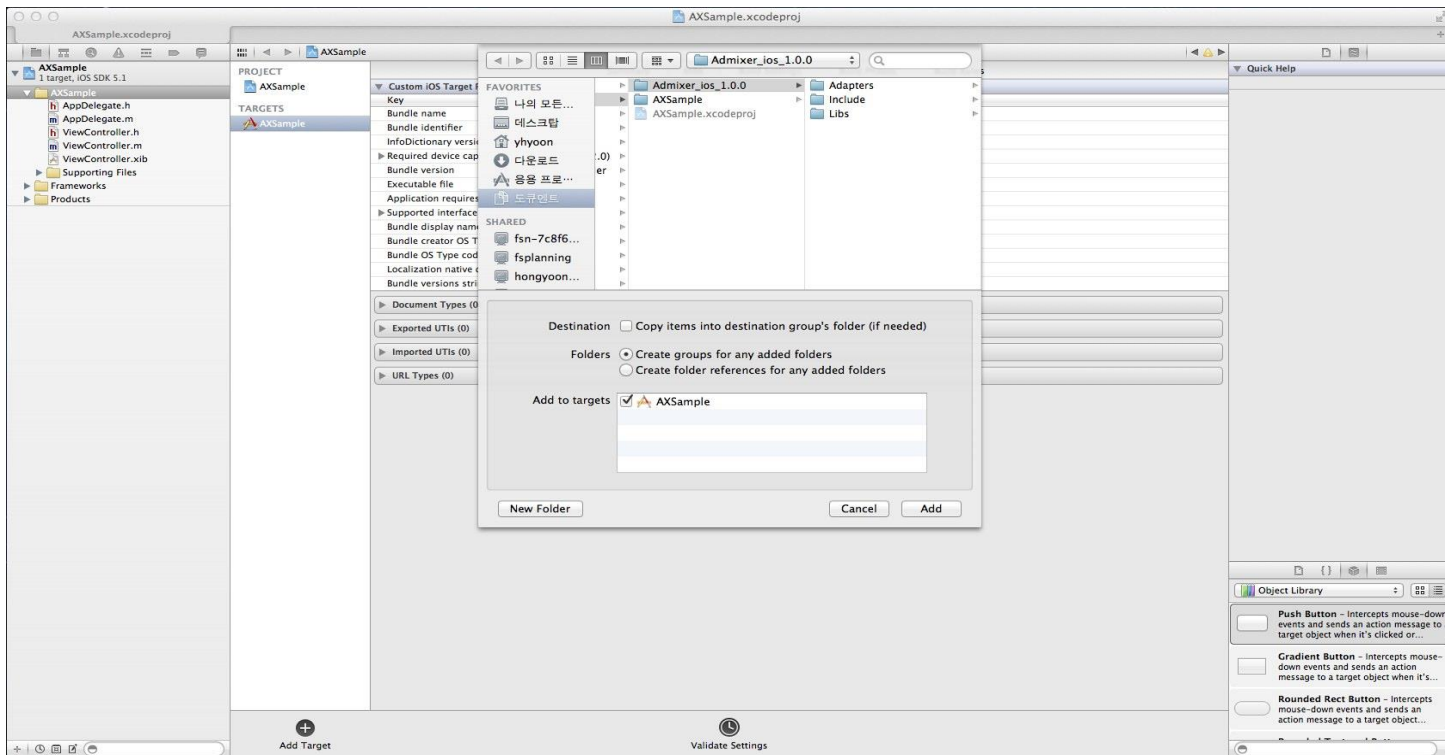 AXSample.xcodeproj
AXSample.xcodeproj
AXSample
1 target, iOS SDK 5.1
AXSample
AppDelegate.h
AppDelegate.m
ViewController.h
ViewController.m
ViewController.xib
Supporting Files
Frameworks
Products
AXSample
PROJECT
AXSample
TARGETS
AXSample
Custom iOS Target
Key
Bundle name
Bundle identifier
InfoDictionary
Required device
Bundle version
Executable file
Application requires
Supported interface
Bundle display
Bundle creator OS
Bundle OS Type
Localization native
Bundle versions
Document Types
Exported UTIs (0)
Imported UTIs (0)
URL Types (0)
Admixer_ios_1.0.0
FAVORITES
나의 모든...
데스크탑
yhyoon
다운로드
응용 프로...
도큐멘트
SHARED
fsn-7c8f6...
fsplanning
hongyoon...
Admixer_ios_1.0.0
AXSample
AXSample.xcodeproj
Adapters
Include
Libs
Destination Copy items into destination group's folder (if needed)
Folders Create groups for any added folders
Create folder references for any added folders
Add to targets AXSample
New Folder Cancel Add
Add Target
Validate Settings
Quick Help
Object Library
Push Button - Intercepts mouse-down
events and sends an action message to
target object when it's clicked or...
Gradient Button - Intercepts mouse-
down events and sends an action
message to a target object when it's...
Rounded Rect Button - Intercepts
mouse-down events and sends an
action message to a target object...